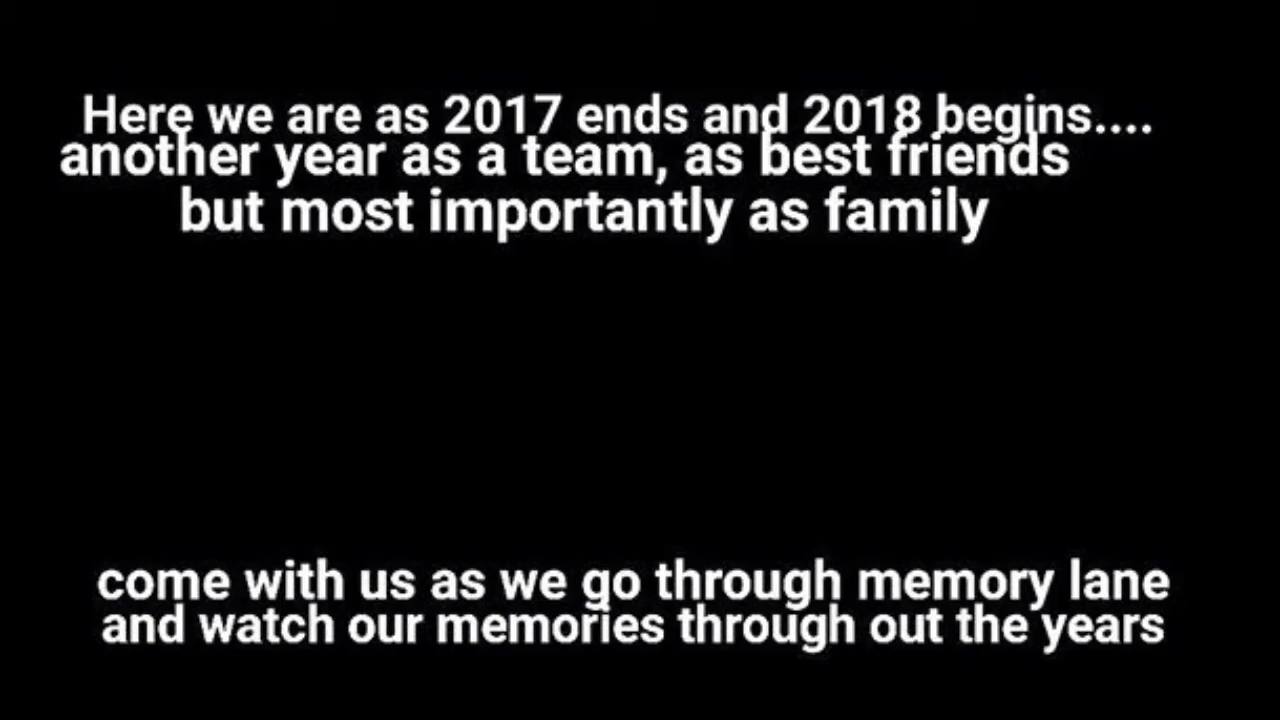 Here we are as 2017 ends and 2018 begins....
another year as a team, as best friends
but most importantly as family
come with us as we go through memory lane
and watch our memories through out the years